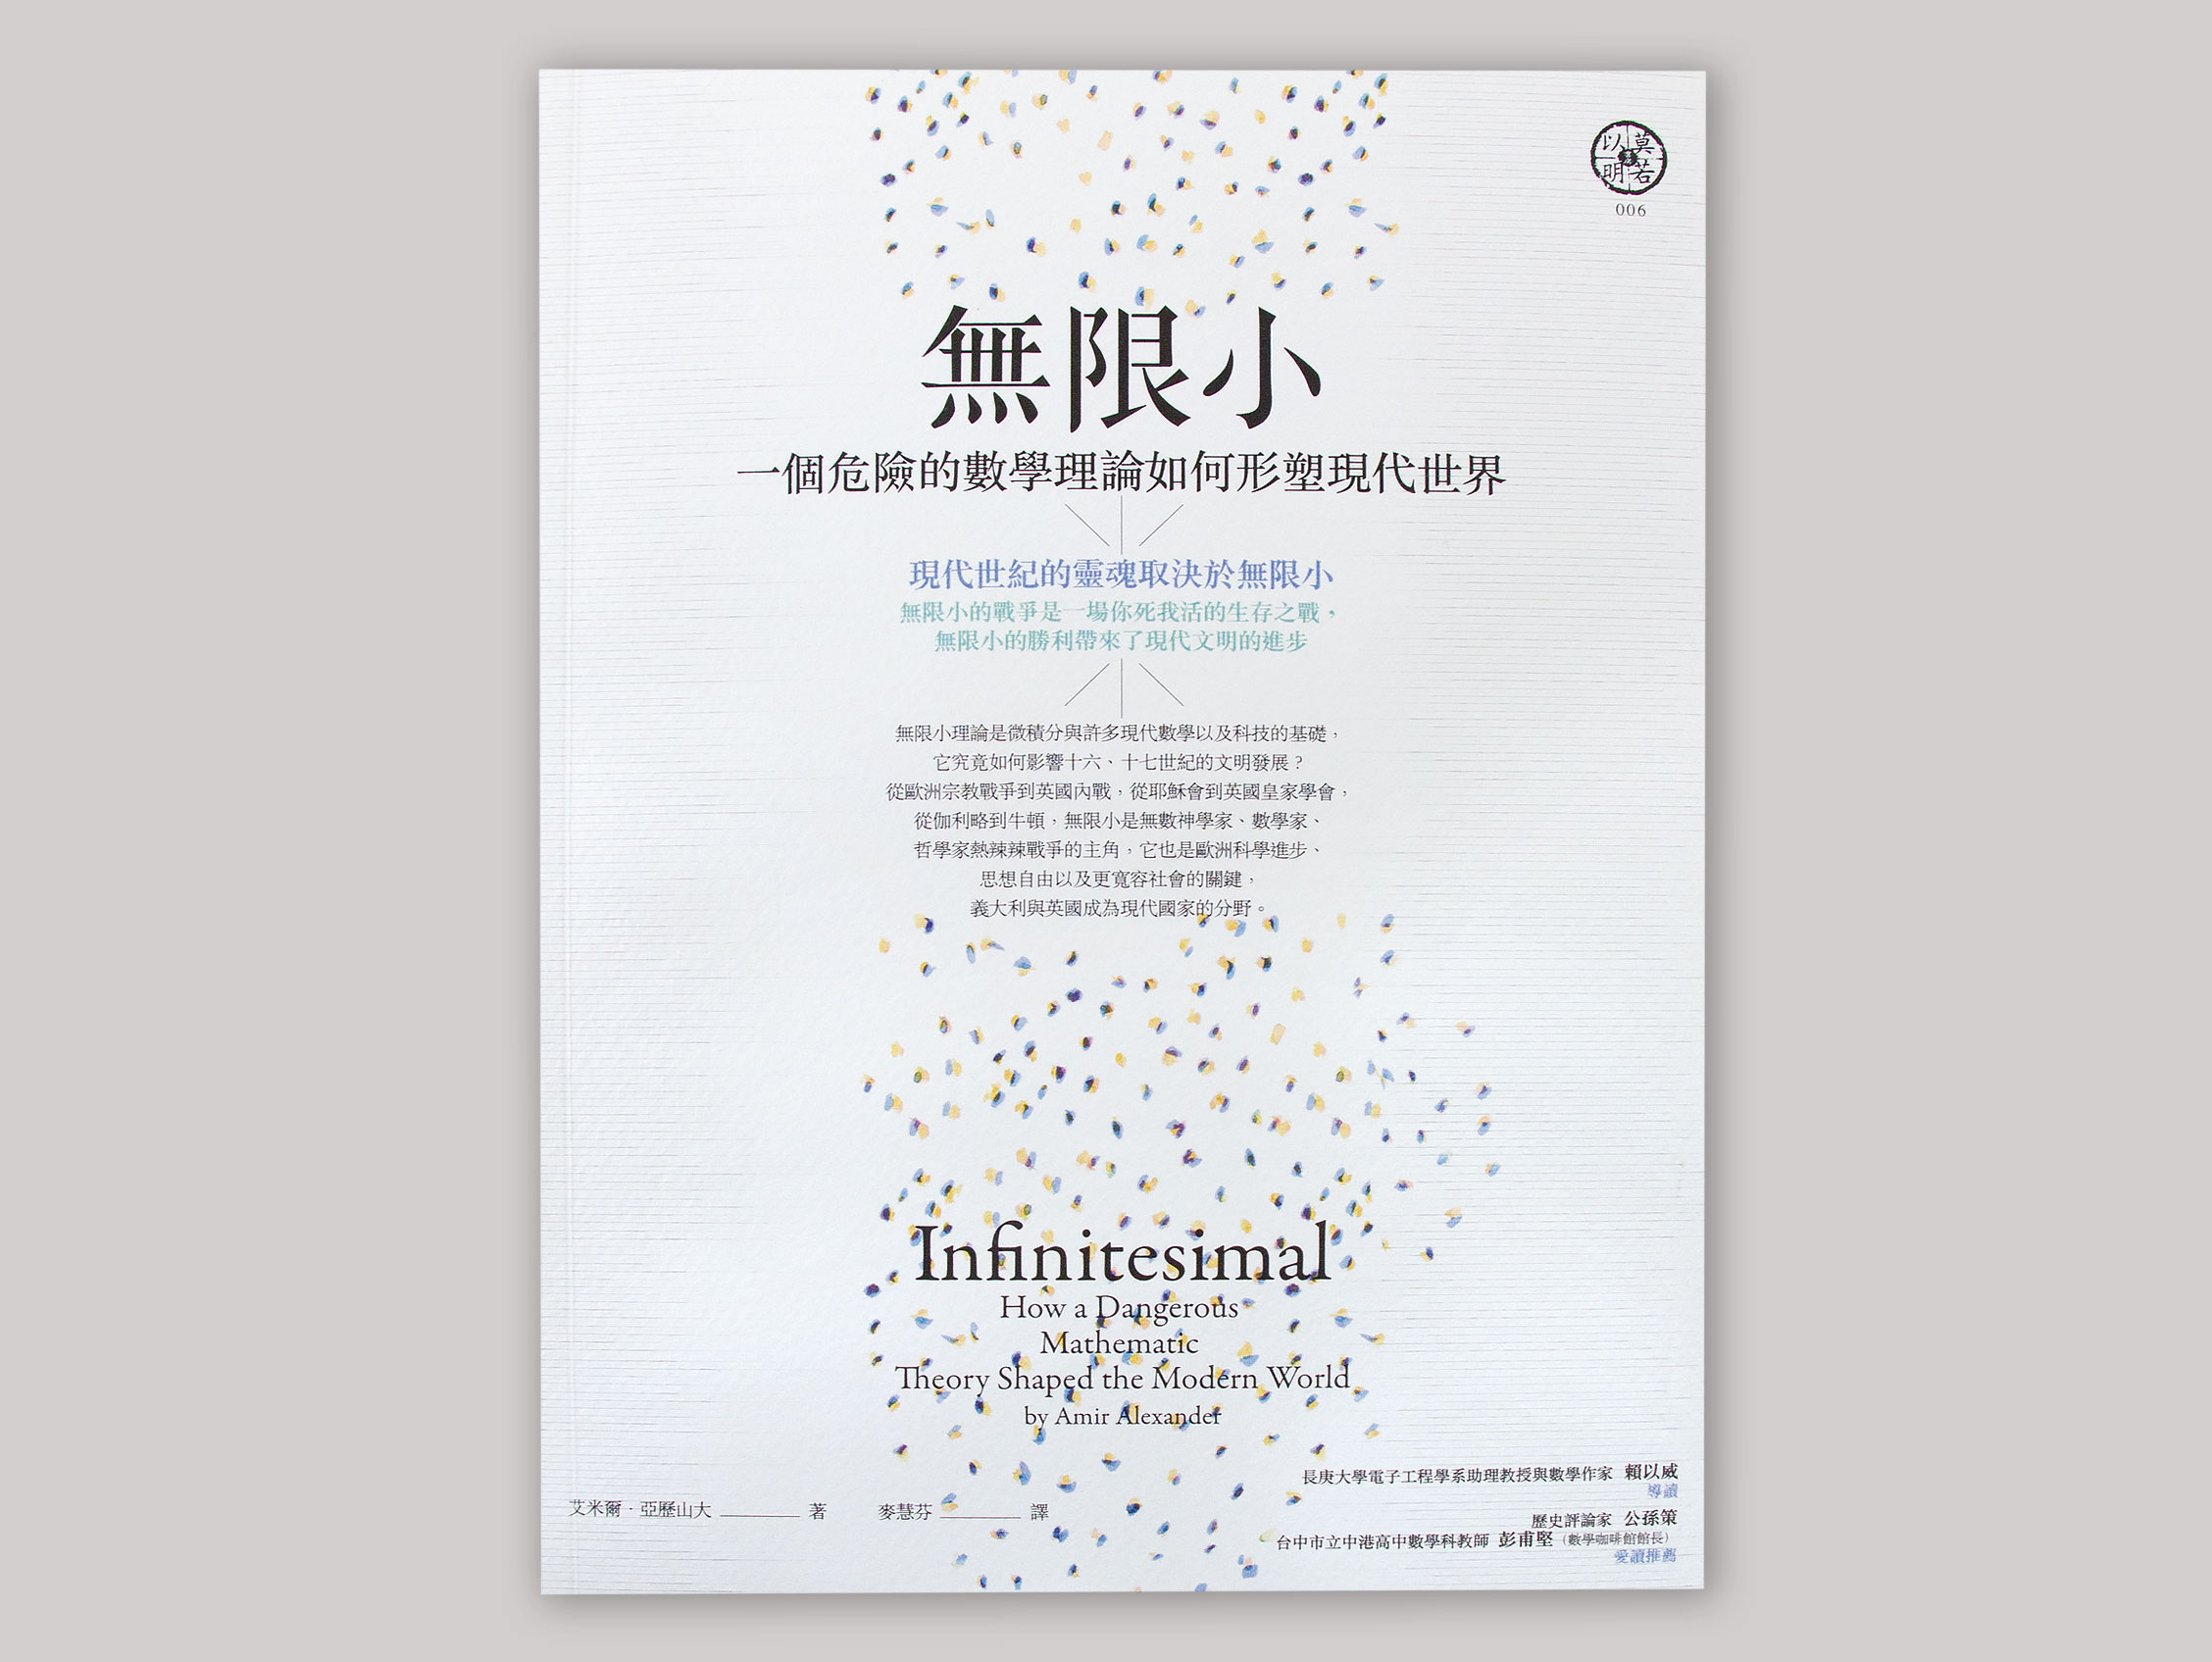 莫若以明
006
無限小
一個危險的數學理論如何形塑現代世界
現代世紀的靈魂取決於無限小
無限小的戰爭是一場你死我活的生存之戰，
無限小的勝利帶來了現代文明的進步
無限小理論是微積分與許多現代數學以及科技的基礎，
它究竟如何影響十六、十七世紀的文明發展？
從歐洲宗教戰爭到英國內戰，從耶穌會到英國皇家學會，
從伽利略到牛頓，無限小是無數神學家、數學家、
哲學家熱辣辣戰爭的主角，它也是歐洲科學進步、
思想自由以及更寬容社會的關鍵，
義大利與英國成為現代國家的分野。
Infinitesimal
How a Dangerous
Mathematic
Theory Shaped the Modern World
by Amir Alexander
艾米爾·亞歷山大 著 麥慧芬 譯
長庚大學電子工程學系助理教授與數學作家 賴以威
導讀
歷史評論家 公孫策
台中市立中港高中數學科教師 彭甫堅（數學咖啡館館長）
愛讀推薦